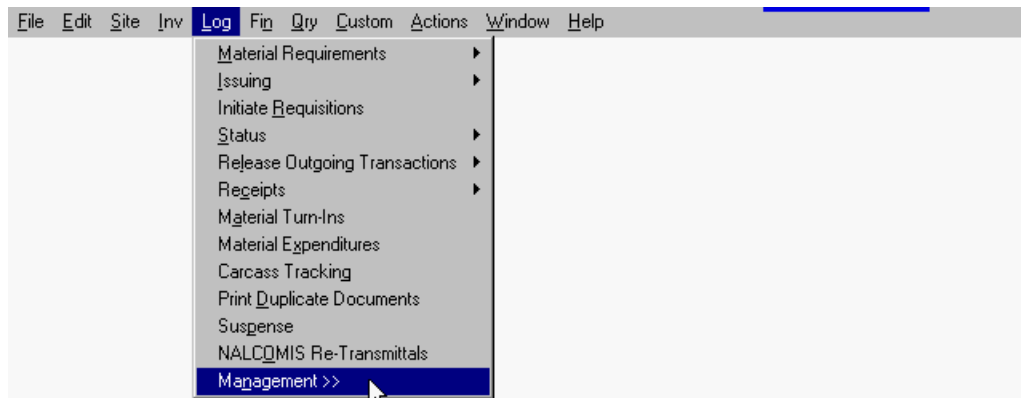 File Edit Site Inv Log Fin Qry Custom Actions Window Help
Material Requirements
Issuing
Initiate Requisitions
Status
Release Outgoing Transactions
Receipts
Material Turn-Ins
Material Expenditures
Carcass Tracking
Print Duplicate Documents
Suspense
NALCOMIS Re-Transmittals
Management >>